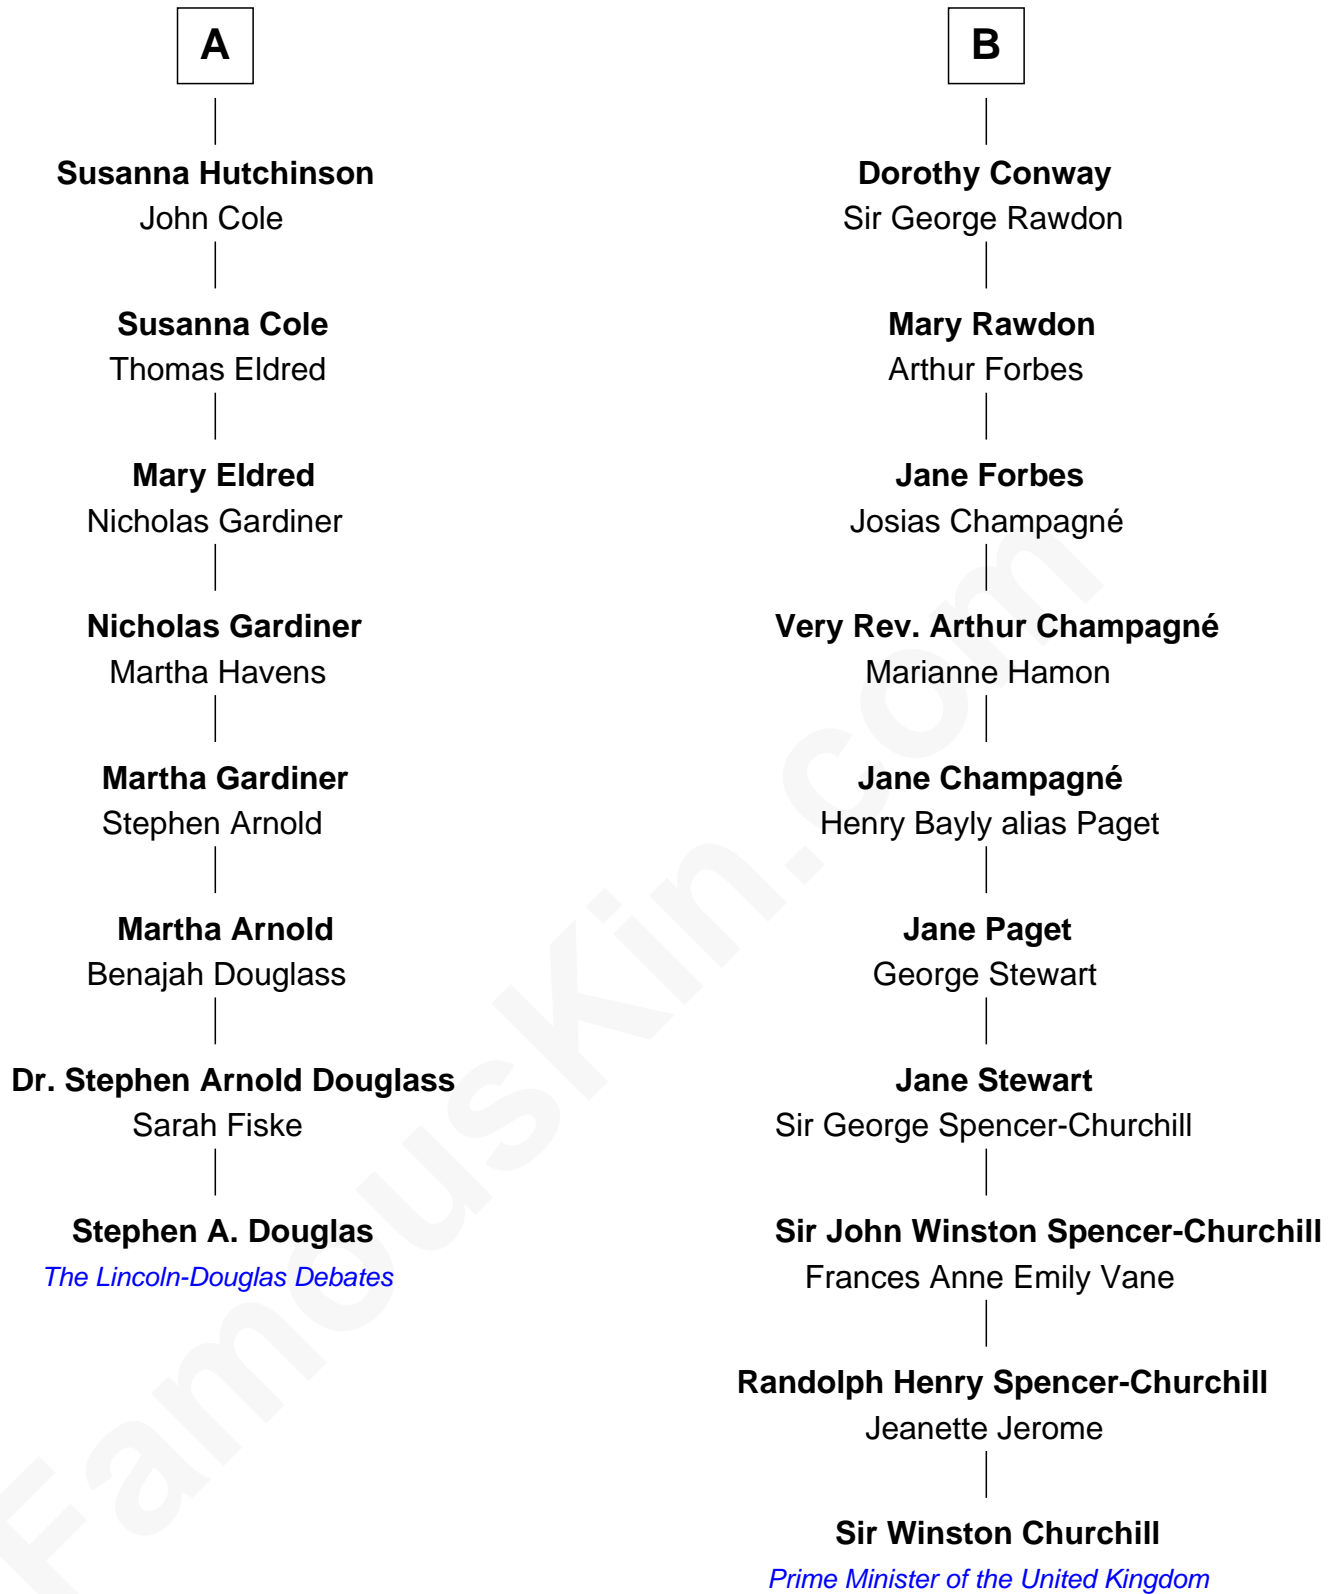 A
Susanna Hutchinson
John Cole
Susanna Cole
Thomas Eldred
Mary Eldred
Nicholas Gardiner
Nicholas Gardiner
Martha Havens
Martha Gardiner
Stephen Arnold
Martha Arnold
Benajah Douglass
Dr. Stephen Arnold Douglass
Sarah Fiske
Stephen A. Douglas
The Lincoln-Douglas Debates
B
Dorothy Conway
Sir George Rawdon
Mary Rawdon
Arthur Forbes
Jane Forbes
Josias Champagné
Very Rev. Arthur Champagné
Marianne Hamon
Jane Champagné
Henry Bayly alias Paget
Jane Paget
George Stewart
Jane Stewart
Sir George Spencer-Churchill
Sir John Winston Spencer-Churchill
Frances Anne Emily Vane
Randolph Henry Spencer-Churchill
Jeanette Jerome
Sir Winston Churchill
Prime Minister of the United Kingdom
FamousKin.com